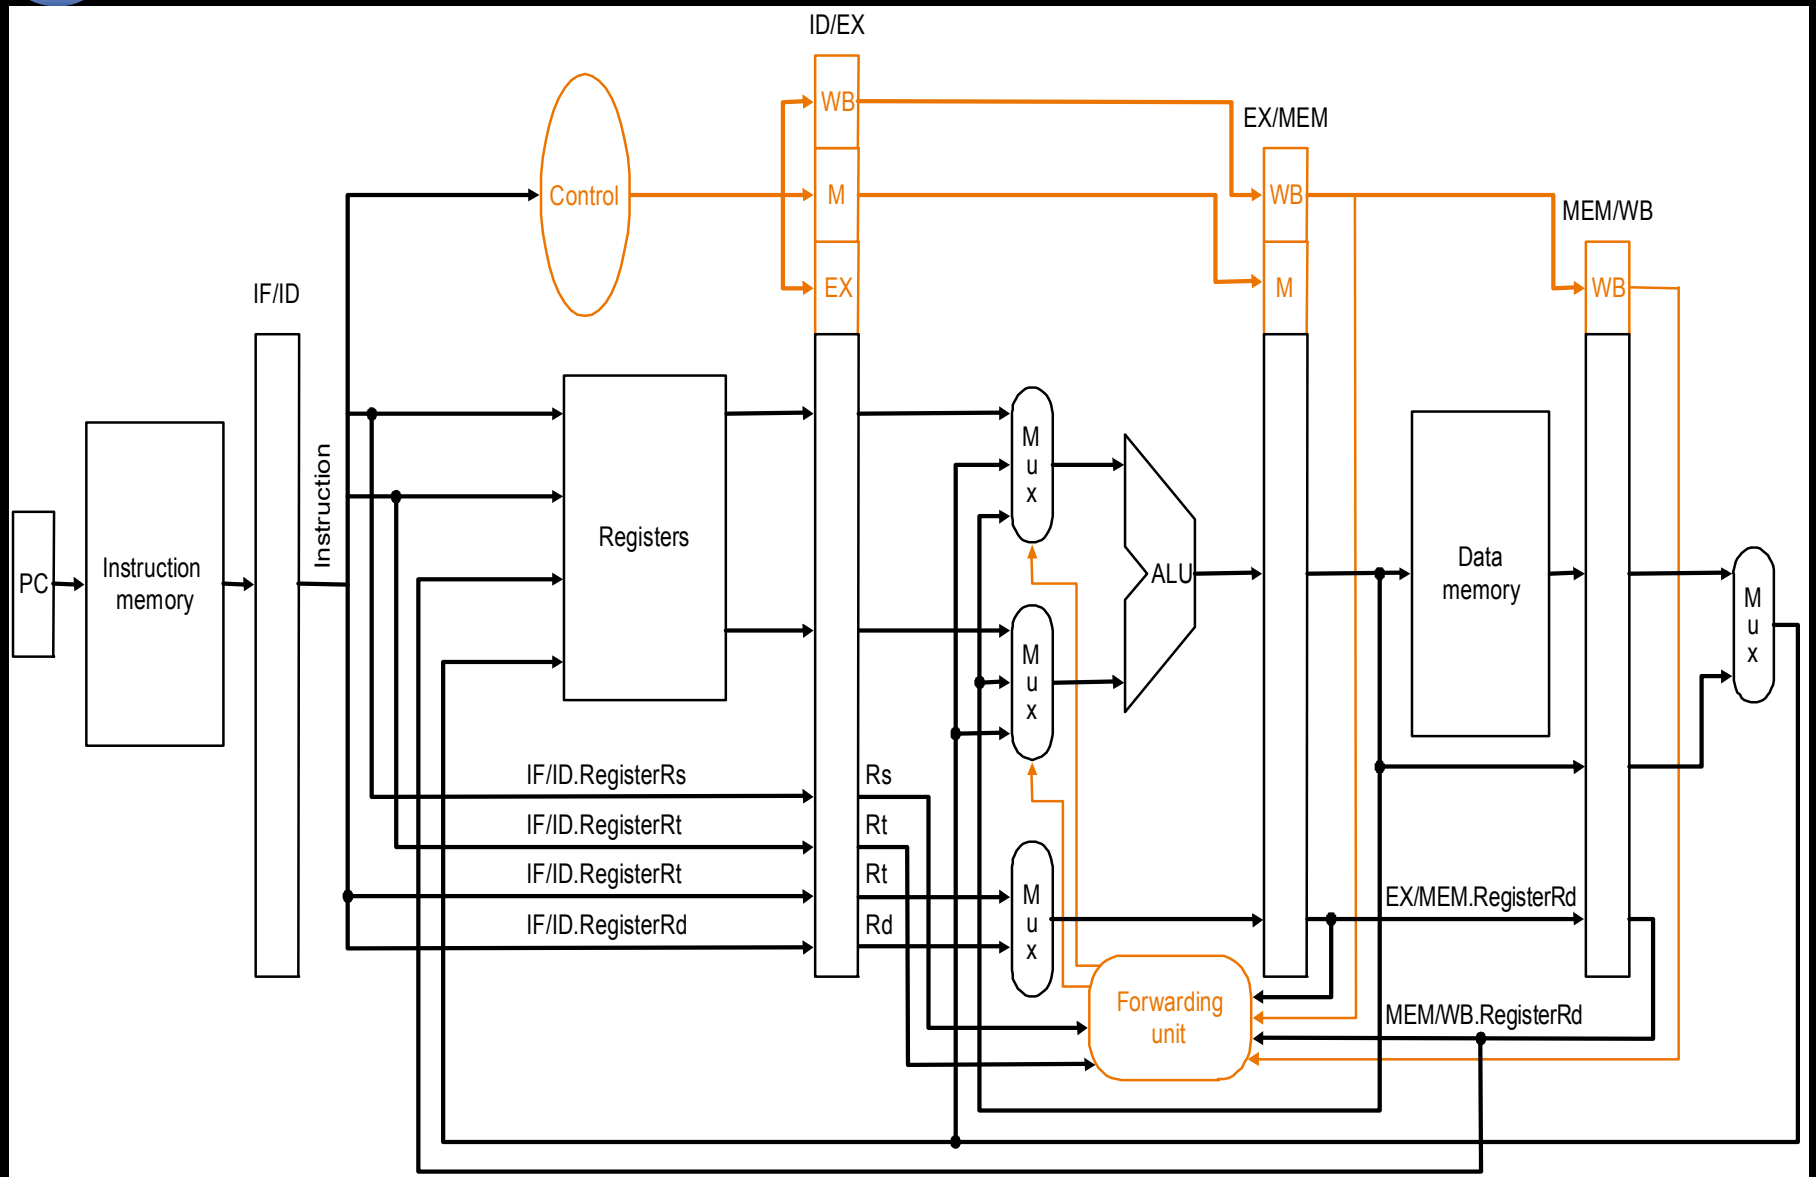 ID/EX
WB
EX/MEM
Control
M
WB
MEM/WB
IF/ID
EX
M
WB
Instruction
M
u
x
PC
Instruction
memory
Registers
ALU
Data
memory
M
u
x
M
u
x
IF/ID.RegisterRs
Rs
IF/ID.RegisterRt
Rt
IF/ID.RegisterRt
Rt
IF/ID.RegisterRd
Rd
M
u
x
EX/MEM.RegisterRd
Forwarding
unit
MEM/WB.RegisterRd